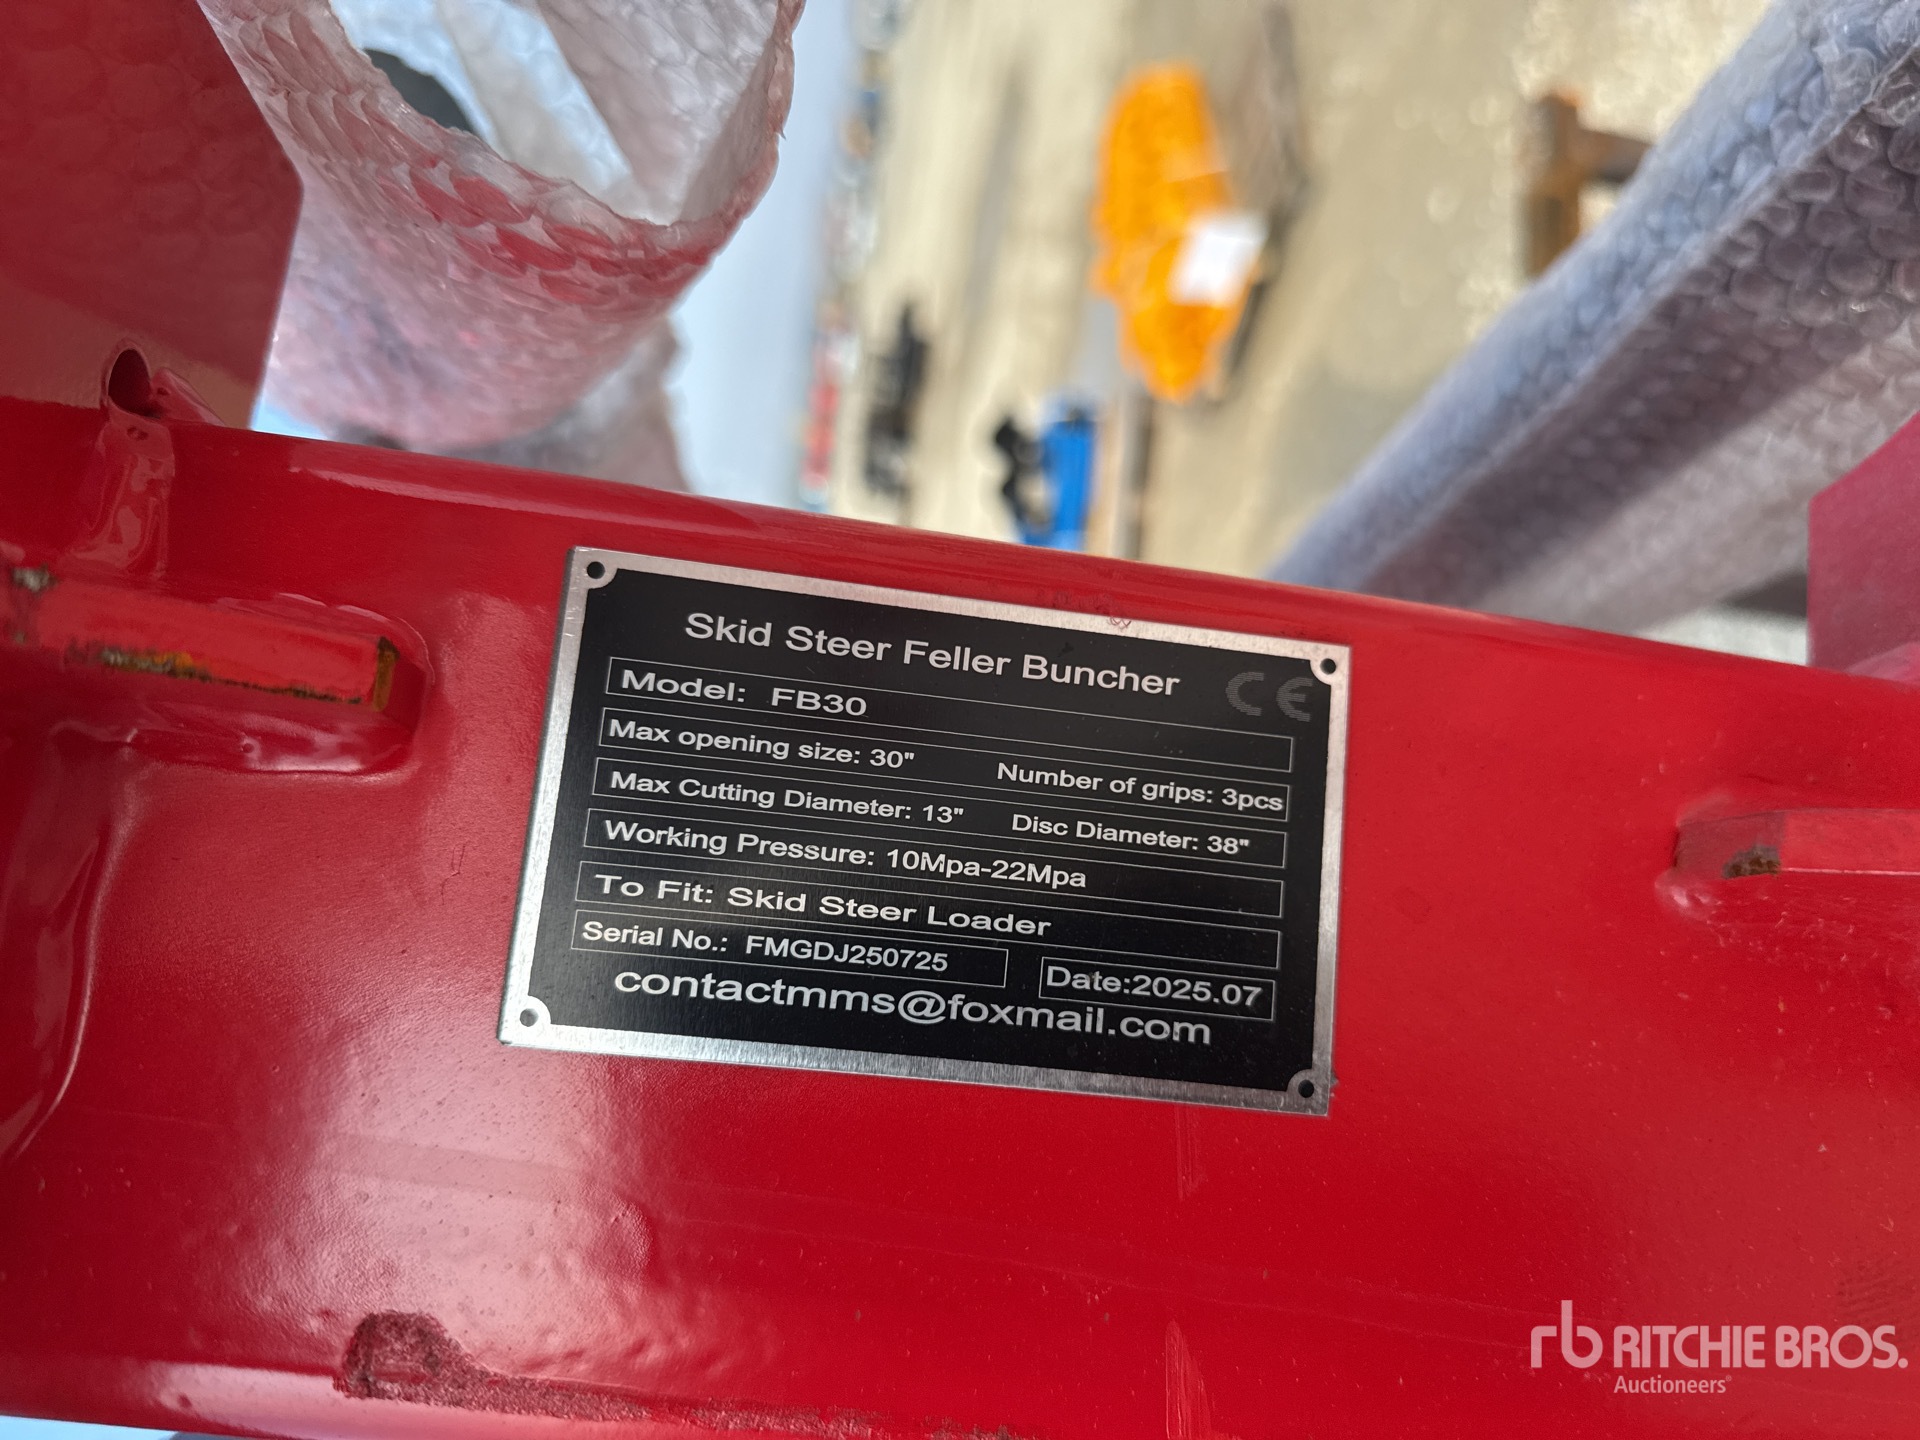 Skid Steer Feller Buncher CE
Model: FB30
Max opening size: 30" Number of grips: 3pcs
Max Cutting Diameter: 13" Disc Diameter: 38"
Working Pressure: 10Mpa-22Mpa
To Fit: Skid Steer Loader
Serial No.: FMGDJ250725 Date:2025.07
contactmms@foxmail.com
rb RITCHIE BROS.
Auctioneers